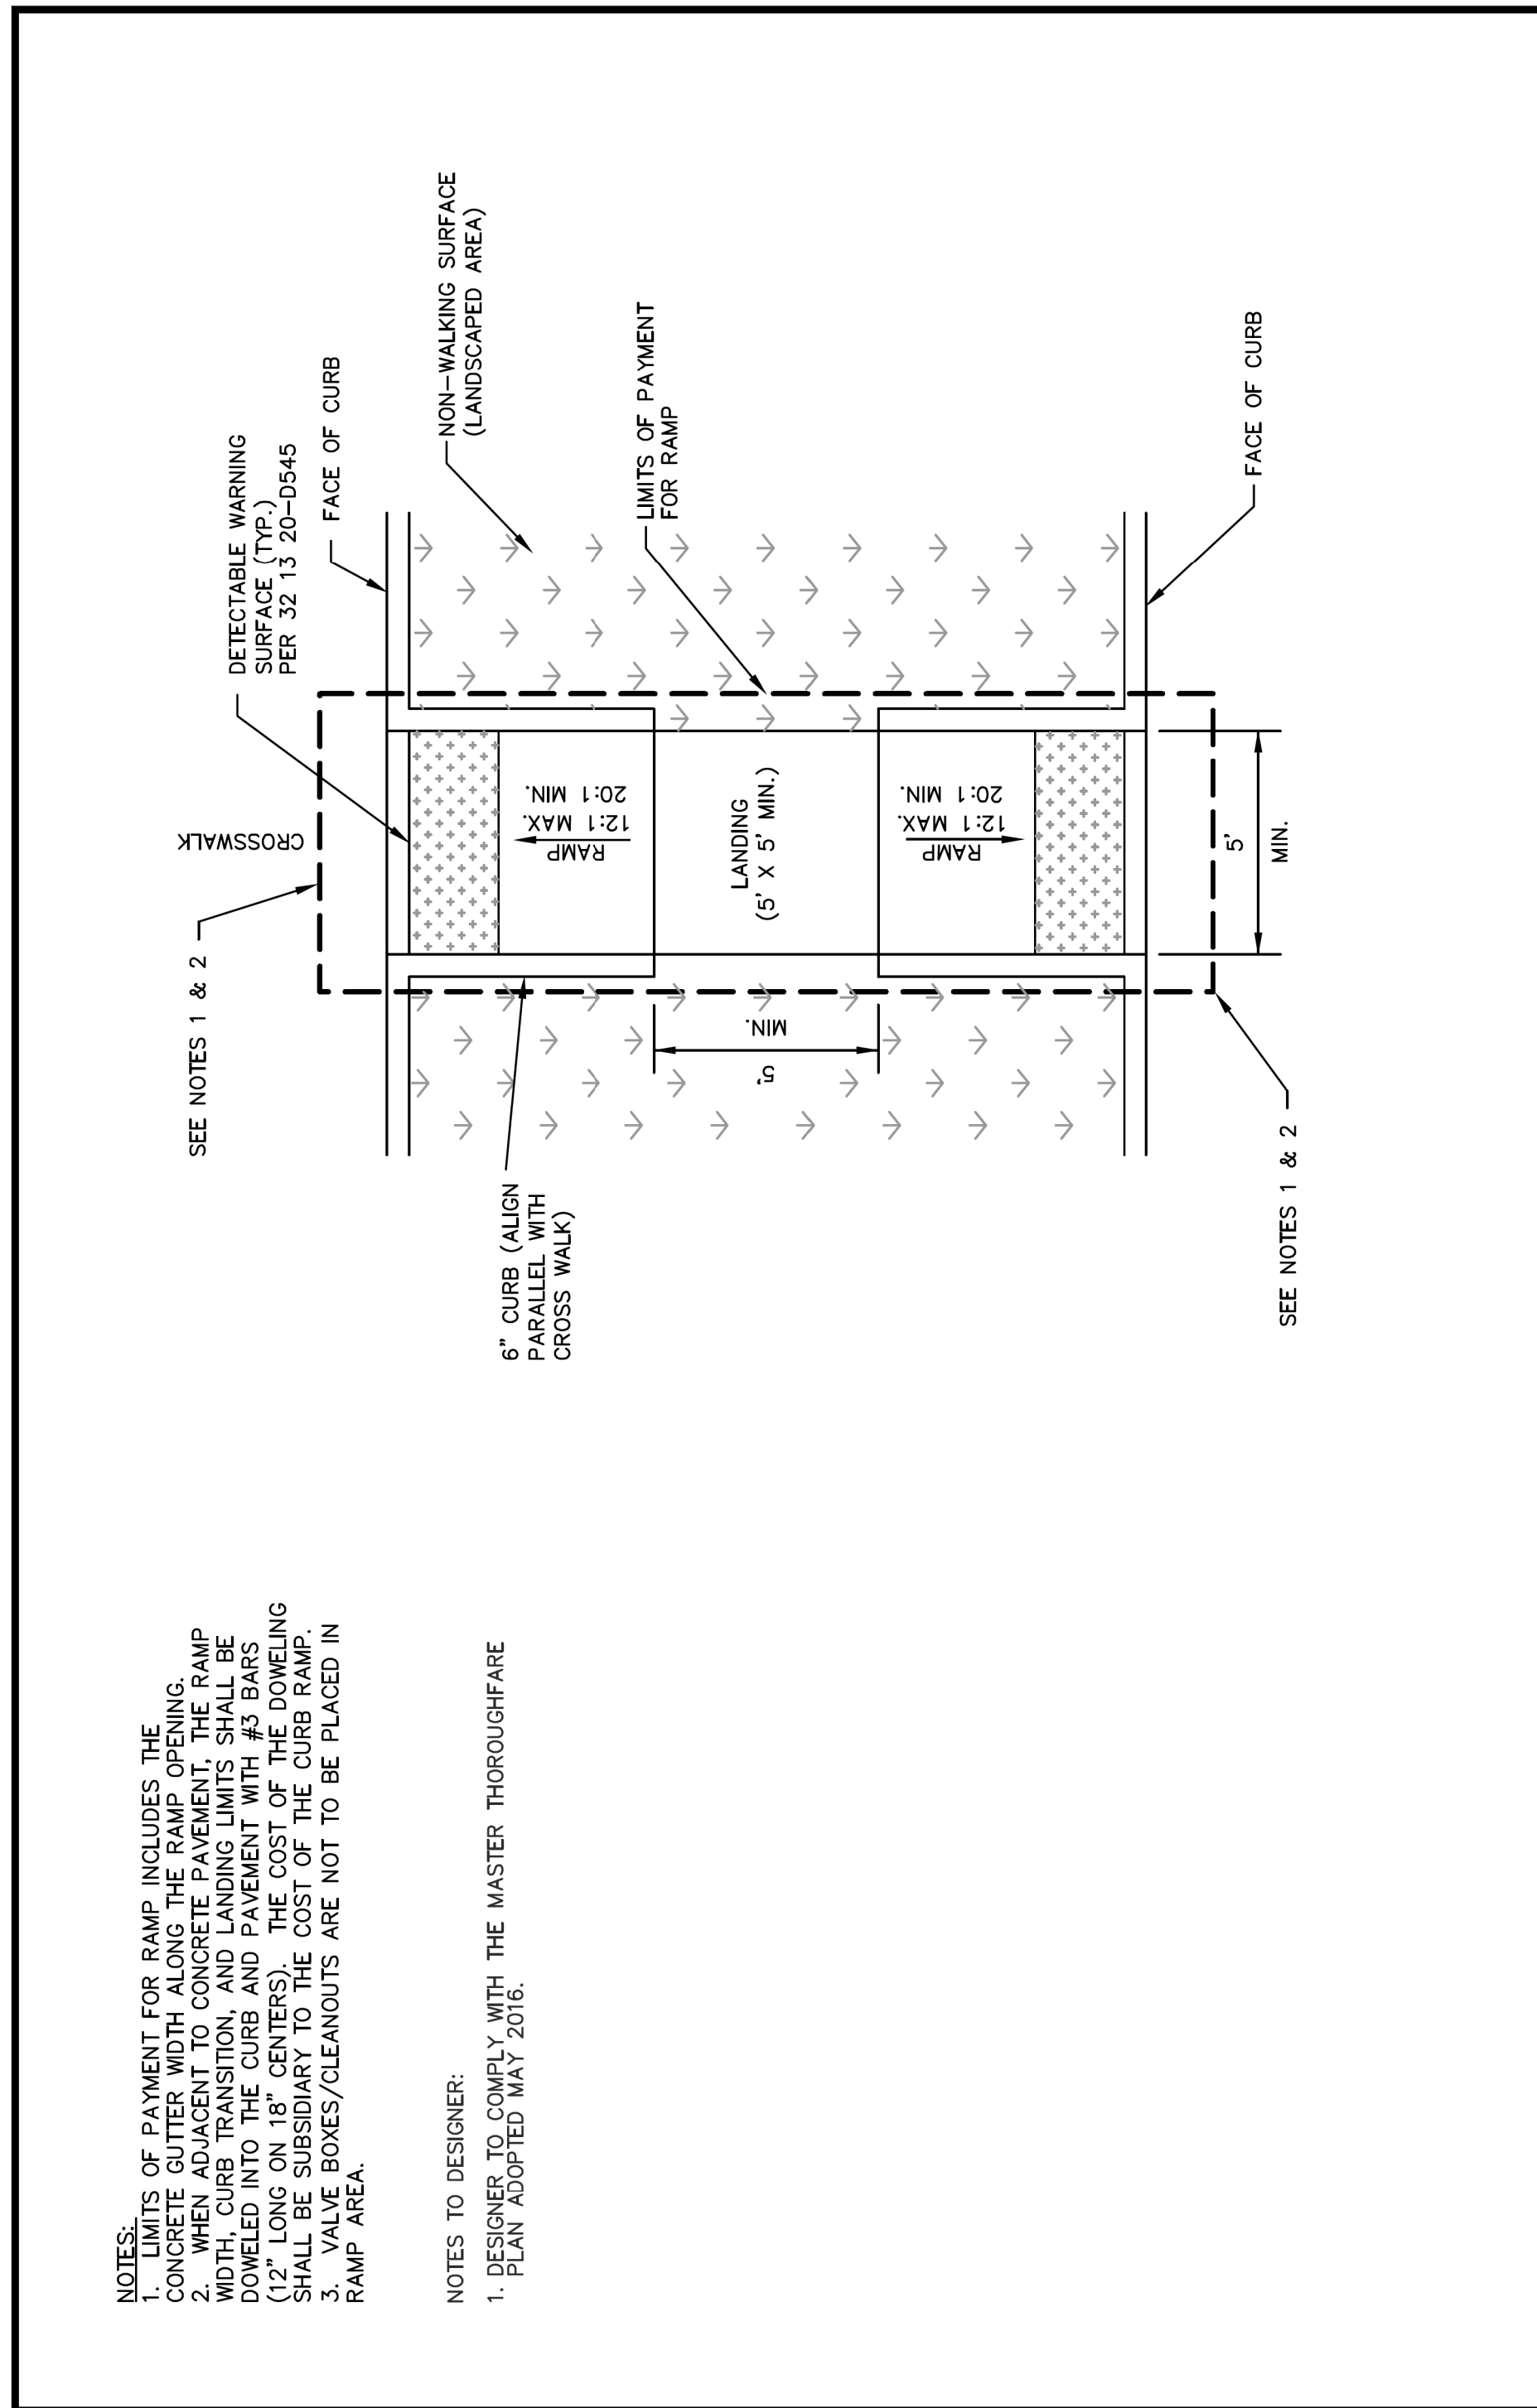 NOTES:
1. LIMITS OF PAYMENT FOR RAMP INCLUDES THE
CONCRETE GUTTER WIDTH ALONG THE RAMP OPENING.
2. WHEN ADJACENT TO CONCRETE PAVEMENT, THE RAMP
WIDTH, CURB TRANSITION, AND LANDING LIMITS SHALL BE
DOWELED INTO THE CURB AND PAVEMENT WITH #3 BARS
(12" LONG ON 18" CENTERS). THE COST OF THE DOWELING
SHALL BE SUBSIDIARY TO THE COST OF THE CURB RAMP.
3. VALVE BOXES/CLEANOUTS ARE NOT TO BE PLACED IN
RAMP AREA.
NOTES TO DESIGNER:
1. DESIGNER TO COMPLY WITH THE MASTER THOROUGHFARE
PLAN ADOPTED MAY 2016.
SEE NOTES 1 & 2
CROSSWALK
DETECTABLE WARNING
SURFACE (TYP.)
PER 32 13 20-D545
FACE OF CURB
NON-WALKING SURFACE
(LANDSCAPED AREA)
LIMITS OF PAYMENT
FOR RAMP
6" CURB (ALIGN
PARALLEL WITH
CROSS WALK)
RAMP
12:1 MAX.
20:1 MIN.
LANDING
(5' X 5' MIN.)
5'
MIN.
RAMP
12:1 MAX.
20:1 MIN.
5'
MIN.
FACE OF CURB
SEE NOTES 1 & 2